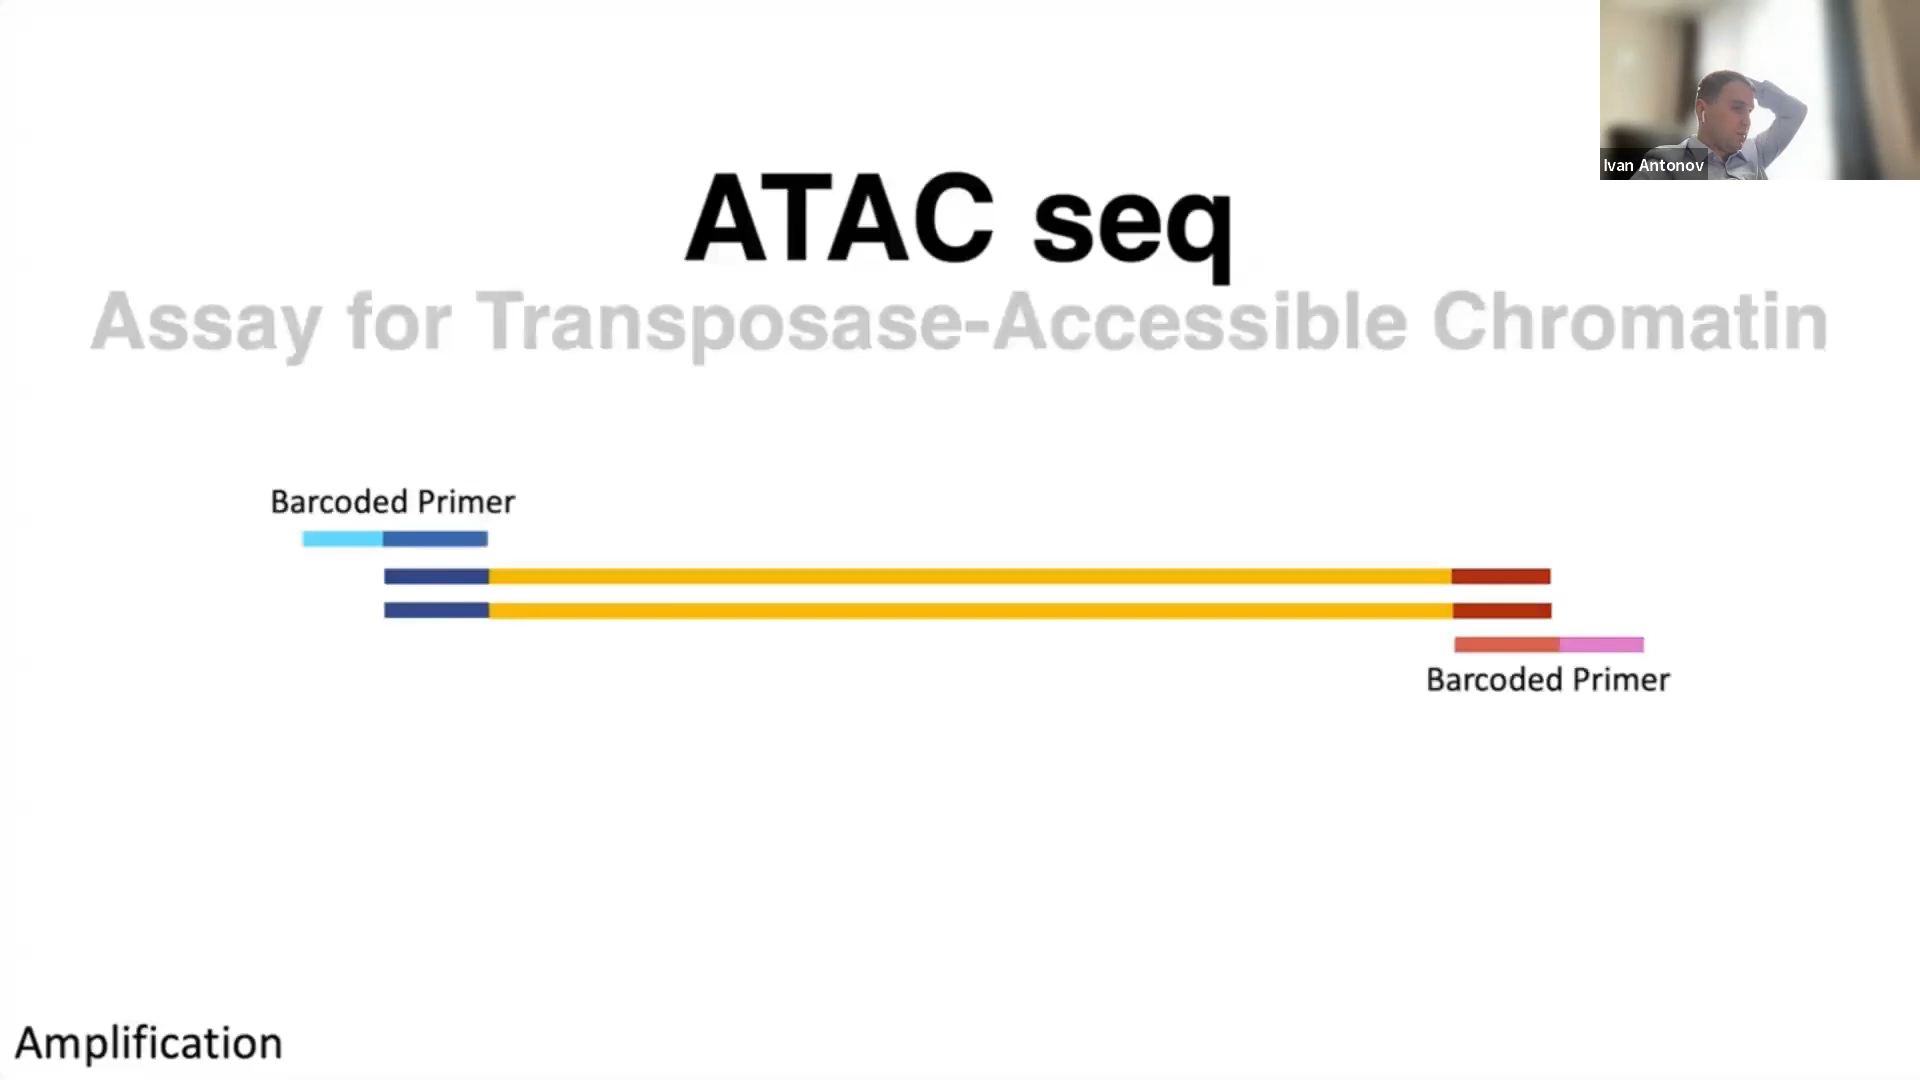 Ivan Antonov
ATAC seq
Assay for Transposase-Accessible Chromatin
Barcoded Primer
Barcoded Primer
Amplification